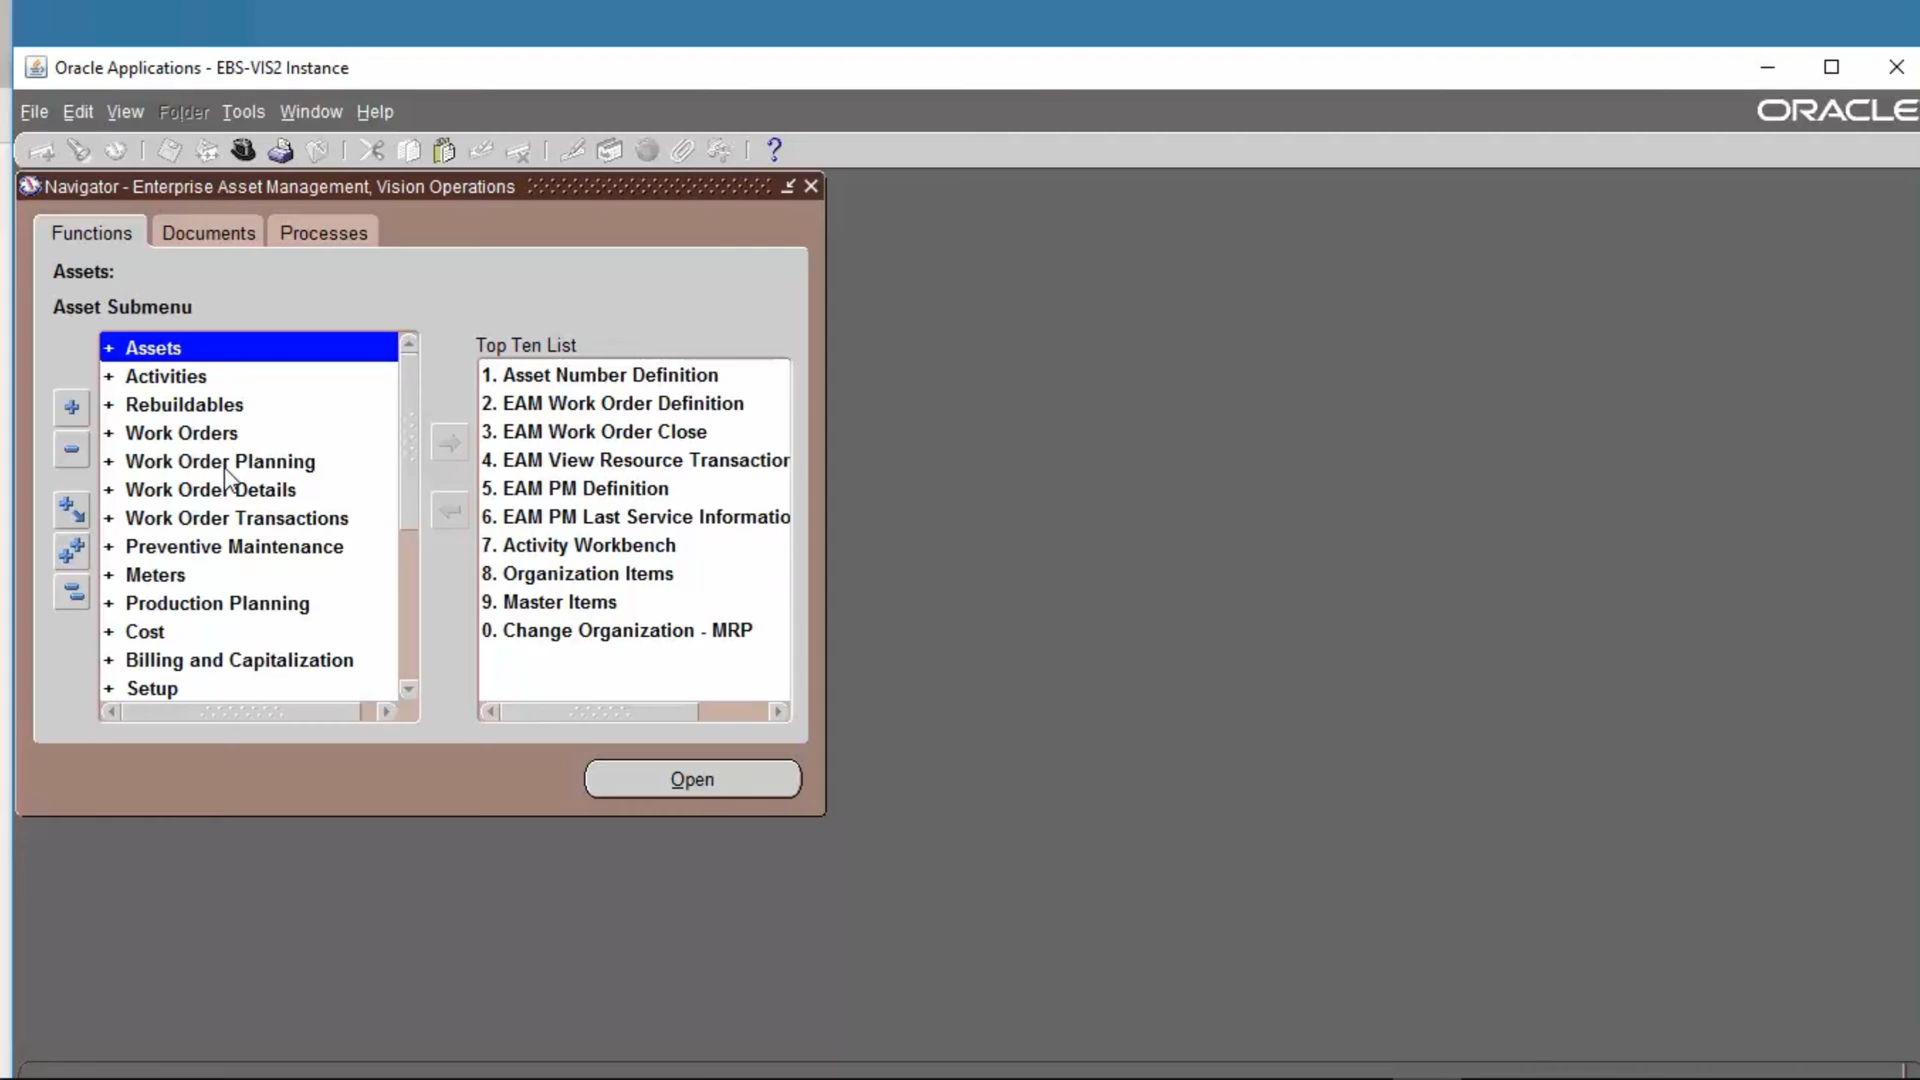 Oracle Applications - EBS-VIS2 Instance
File Edit View Folder Tools Window Help
ORACLE
Navigator - Enterprise Asset Management, Vision Operations
Functions Documents Processes
Assets:
Asset Submenu
+ Assets
+ Activities
+ Rebuildables
+ Work Orders
+ Work Order Planning
+ Work Order Details
+ Work Order Transactions
+ Preventive Maintenance
+ Meters
+ Production Planning
+ Cost
+ Billing and Capitalization
+ Setup
Top Ten List
1. Asset Number Definition
2. EAM Work Order Definition
3. EAM Work Order Close
4. EAM View Resource Transaction
5. EAM PM Definition
6. EAM PM Last Service Informatio
7. Activity Workbench
8. Organization Items
9. Master Items
0. Change Organization - MRP
Open